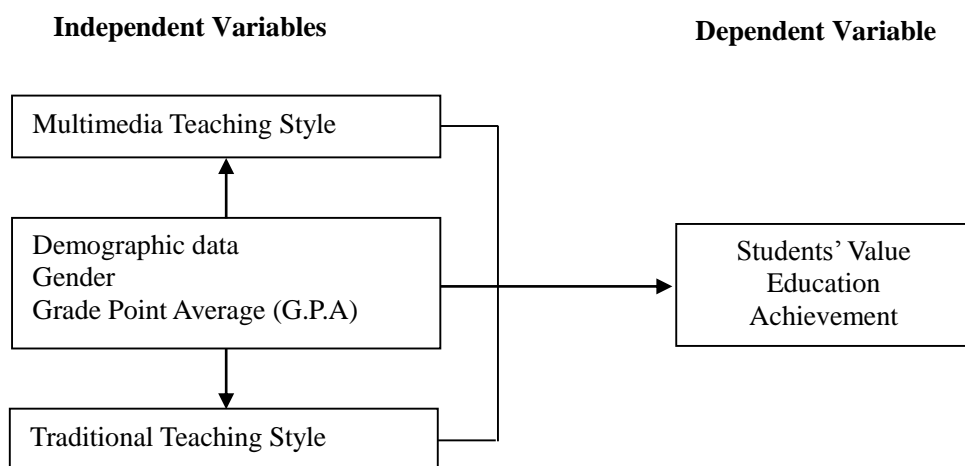 Independent Variables
Dependent Variable
Multimedia Teaching Style
Demographic data
Gender
Grade Point Average (G.P.A)
Students’ Value
Education
Achievement
Traditional Teaching Style